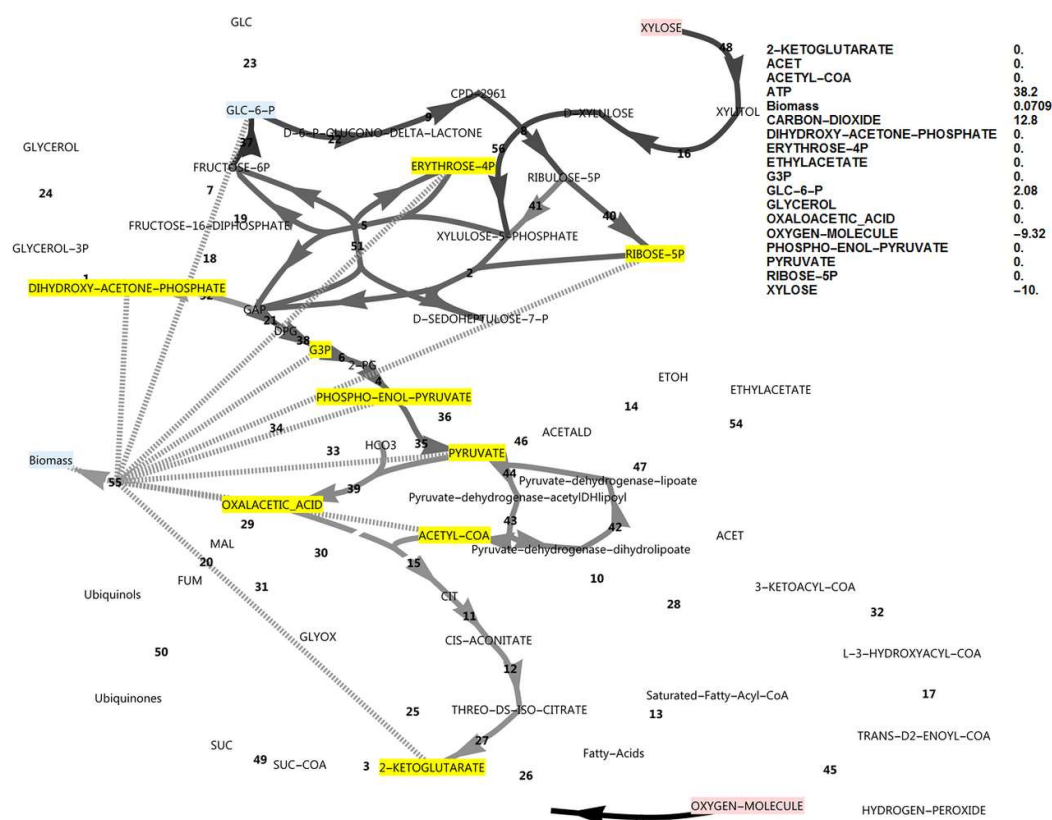 GLC
XYLOSE
48
2−KETOGLUTARATE 0.
ACET 0.
ACETYL−COA 0.
ATP 38.2
Biomass 0.0709
CARBON−DIOXIDE 12.8
DIHYDROXY−ACETONE−PHOSPHATE 0.
ERYTHROSE−4P 0.
ETHYLACETATE 0.
G3P 0.
GLC−6−P 2.08
GLYCEROL 0.
OXALOACETIC_ACID 0.
OXYGEN−MOLECULE −9.32
PHOSPHO−ENOL−PYRUVATE 0.
PYRUVATE 0.
RIBOSE−5P 0.
XYLOSE −10.
23
CPD−2961
GLC−6−P
9
D−XYLULOSE
XYLITOL
D−6−P−GLUCONO−DELTA−LACTONE
22
8
37
56
16
GLYCEROL
FRUCTOSE−6P
ERYTHROSE−4P
RIBULOSE−5P
24
7
41
40
19
FRUCTOSE−16−DIPHOSPHATE
5
XYLULOSE−5−PHOSPHATE
GLYCEROL−3P
51
RIBOSE−5P
18
1
2
DIHYDROXY−ACETONE−PHOSPHATE
GAP
21
D−SEDOHEPTULOSE−7−P
DPG
38
G3P
6
2−PG
4
ETOH
ETHYLACETATE
PHOSPHO−ENOL−PYRUVATE
36
14
34
54
ACETALD
33
HCO3
35
46
Biomass
PYRUVATE
47
44
55
39
Pyruvate−dehydrogenase−lipoate
Pyruvate−dehydrogenase−acetylDHlipoyl
OXALACETIC_ACID
29
43
42
ACETYL−COA
ACET
MAL
30
Pyruvate−dehydrogenase−dihydrolipoate
20
15
FUM
31
10
3−KETOACYL−COA
Ubiquinols
CIT
28
32
11
GLYOX
CIS−ACONITATE
50
L−3−HYDROXYACYL−COA
12
Ubiquinones
Saturated−Fatty−Acyl−CoA
17
25
THREO−DS−ISO−CITRATE
13
SUC
27
TRANS−D2−ENOYL−COA
49
SUC−COA
3
2−KETOGLUTARATE
Fatty−Acids
26
45
OXYGEN−MOLECULE
HYDROGEN−PEROXIDE